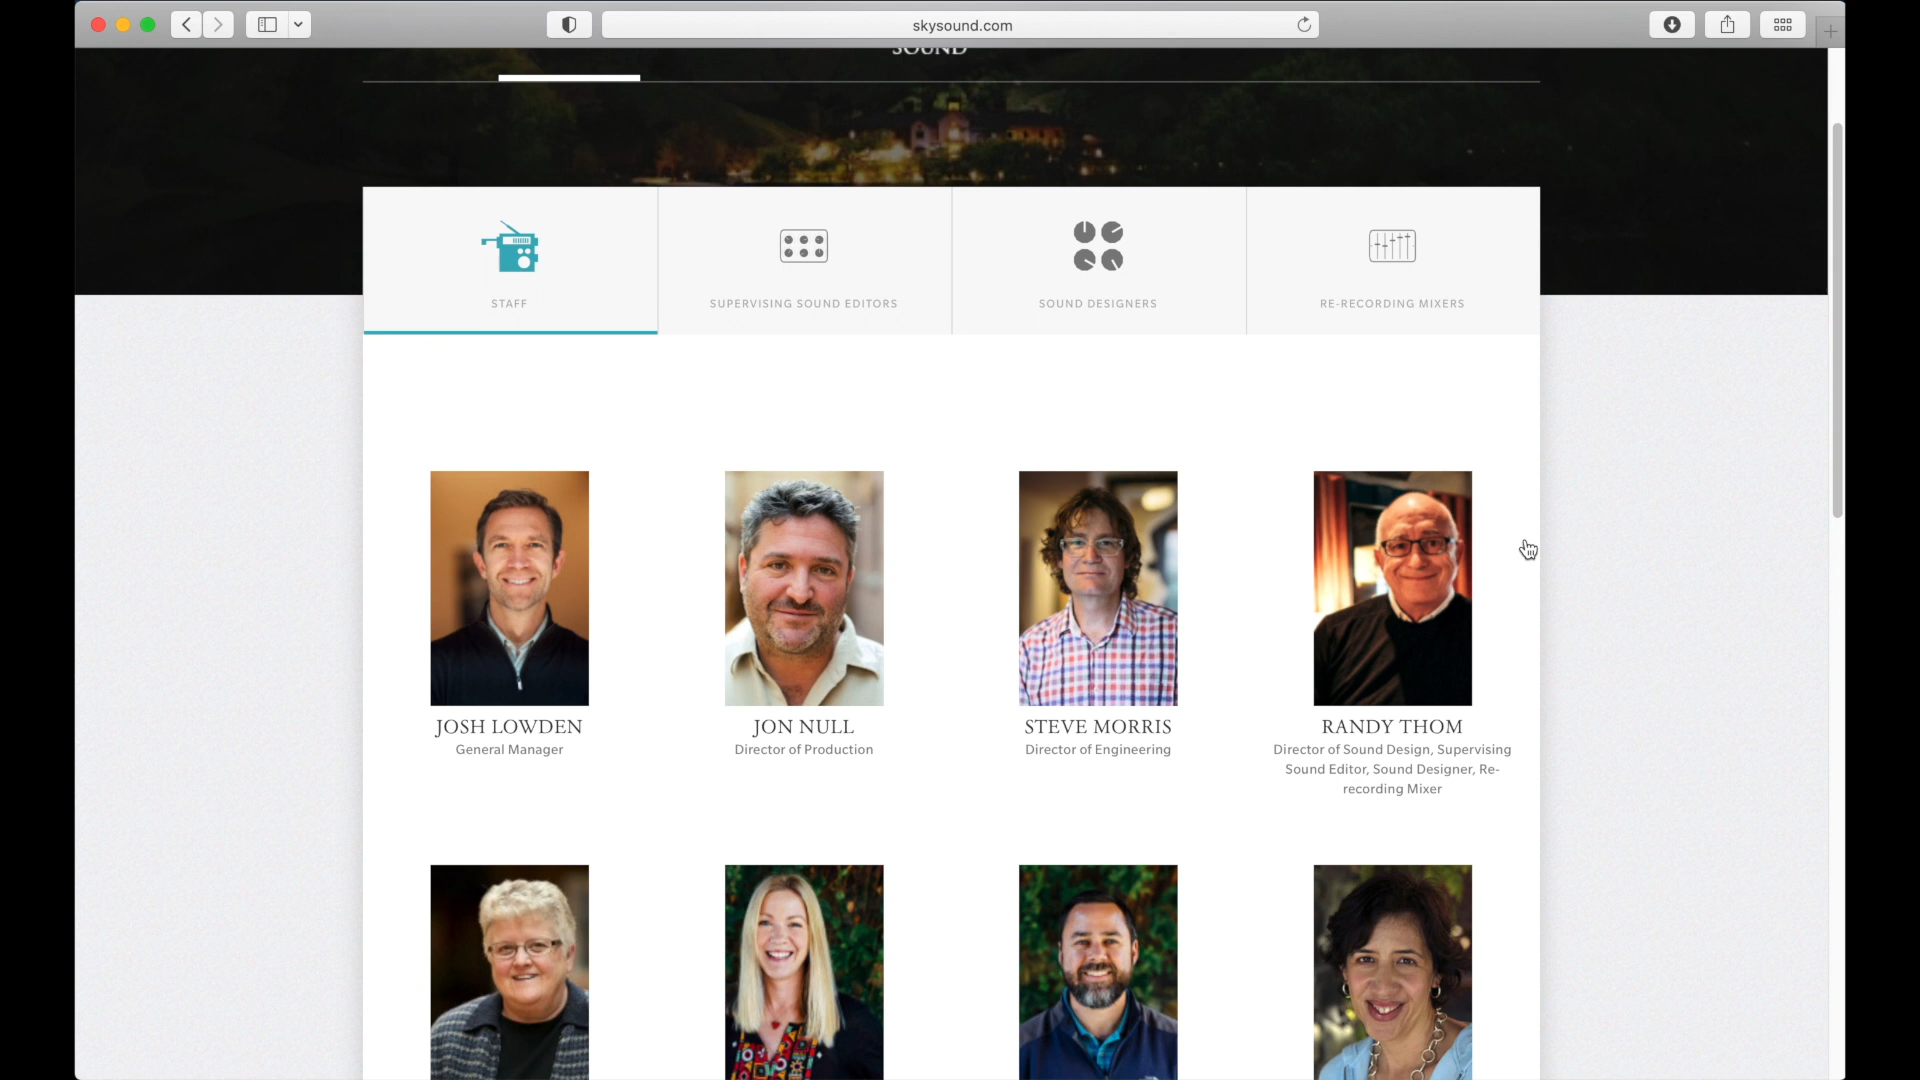 skysound.com
SOUND
STAFF
SUPERVISING SOUND EDITORS
SOUND DESIGNERS
RE-RECORDING MIXERS
JOSH LOWDEN
General Manager
JON NULL
Director of Production
STEVE MORRIS
Director of Engineering
RANDY THOM
Director of Sound Design, Supervising
Sound Editor, Sound Designer, Re-
recording Mixer